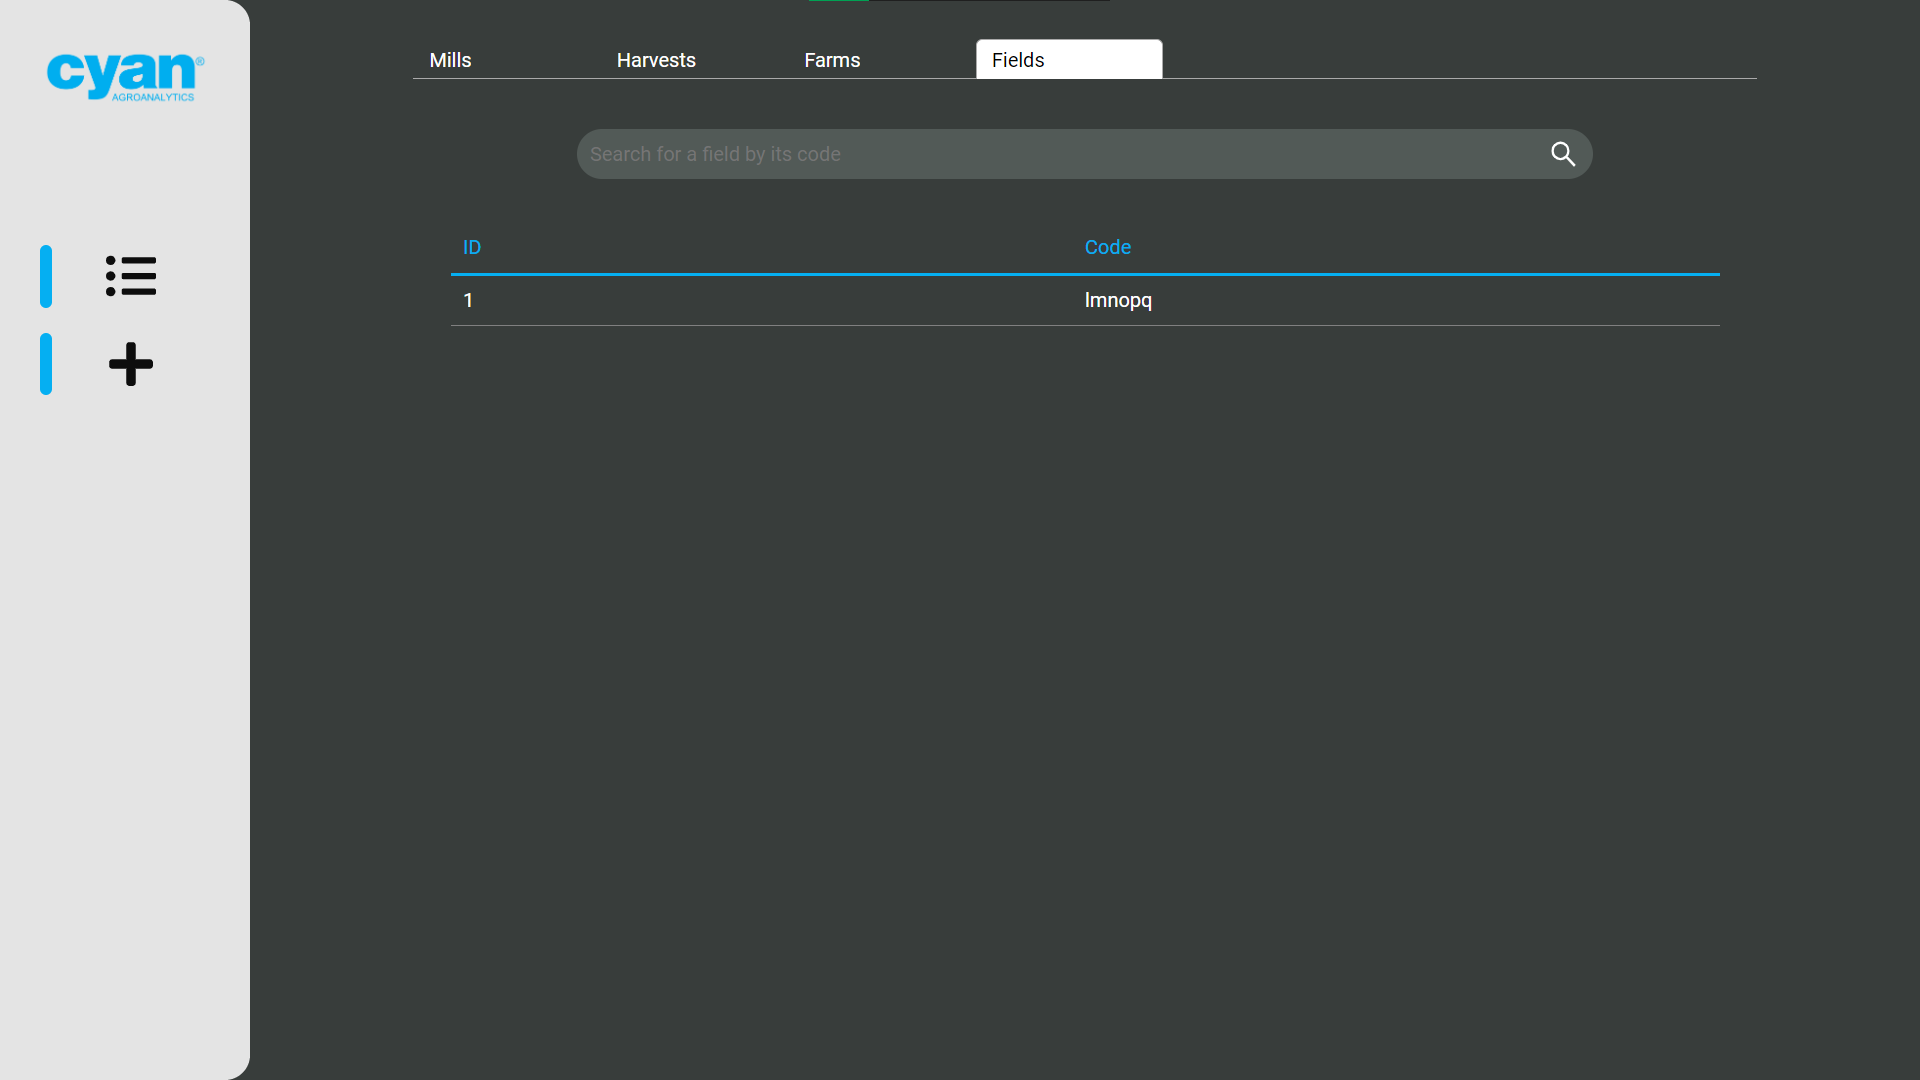 cyan®
AGROANALYTICS
Mills Harvests Farms Fields
Search for a field by its code
ID Code
1 lmnopq